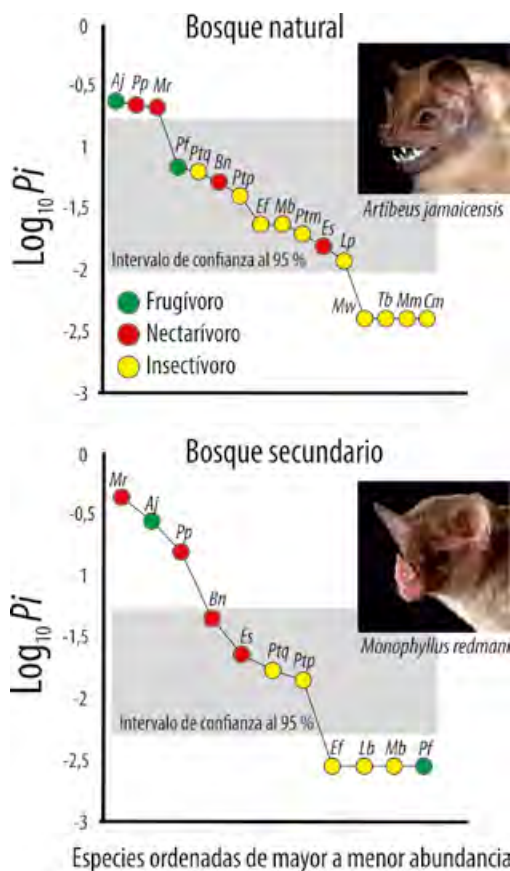 Bosque natural
0
-0,5
1
-1,5
-2
-2,5
-3
Log10 Pi
Aj Pp Mr
Pf Ptq Bn Ptp
Ef Mb Ptm Es Lp
Mw Tb Mm Cm
Intervalo de confianza al 95 %
Frugívoro
Nectarívoro
Insectívoro
Artibeus jamaicensis
Bosque secundario
0
-0,5
1
-1,5
-2
-2,5
-3
Log10 Pi
Mr Aj Pp
Bn
Es Ptq Ptp
Ef Lb Mb Pf
Intervalo de confianza al 95 %
Monophyllus redmani
Especies ordenadas de mayor a menor abundancia